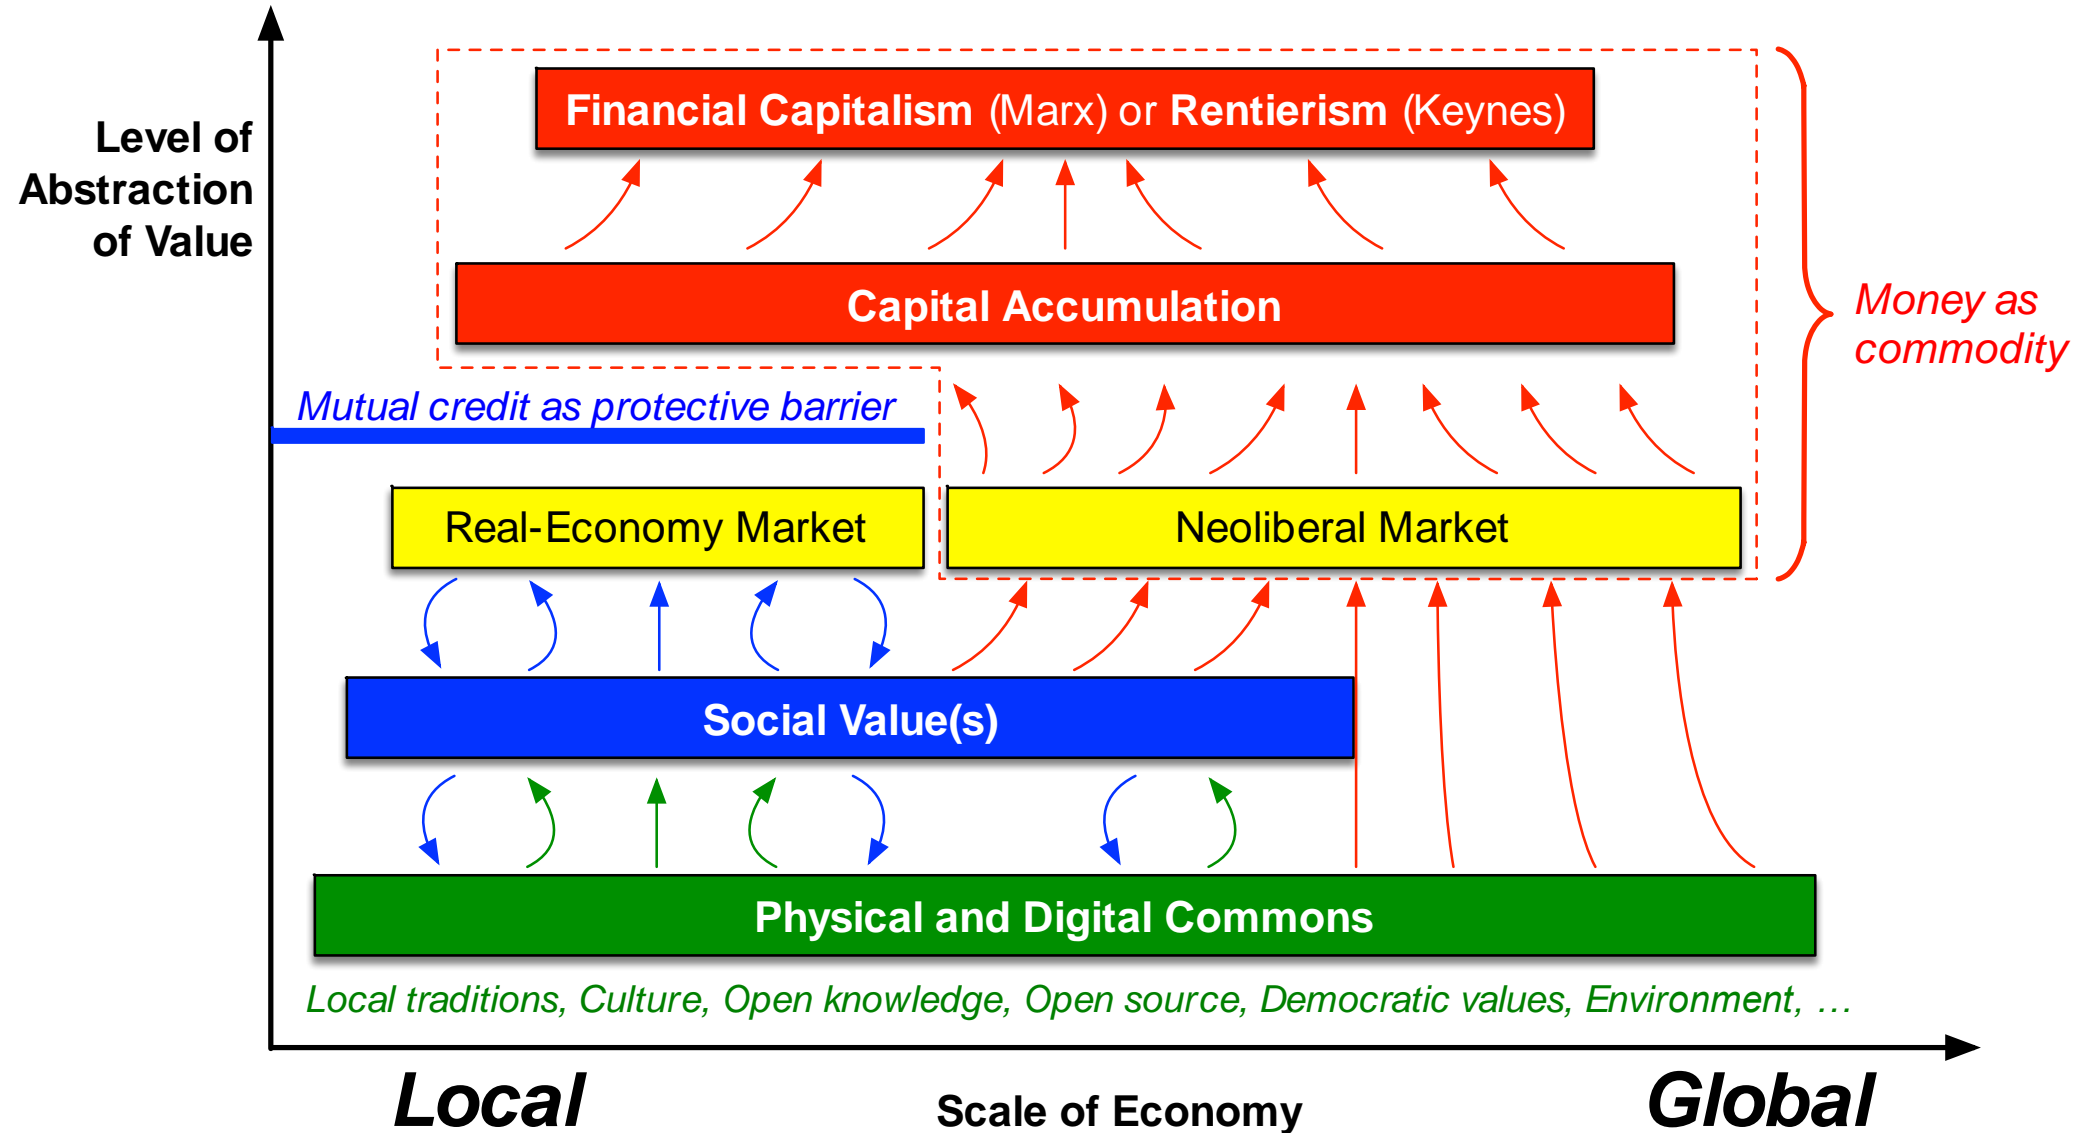 Financial Capitalism (Marx) or Rentierism (Keynes)
Level of
Abstraction
of Value
Capital Accumulation
Money as
commodity
Mutual credit as protective barrier
Real-Economy Market
Neoliberal Market
Social Value(s)
Physical and Digital Commons
Local traditions, Culture, Open knowledge, Open source, Democratic values, Environment, …
Local
Scale of Economy
Global